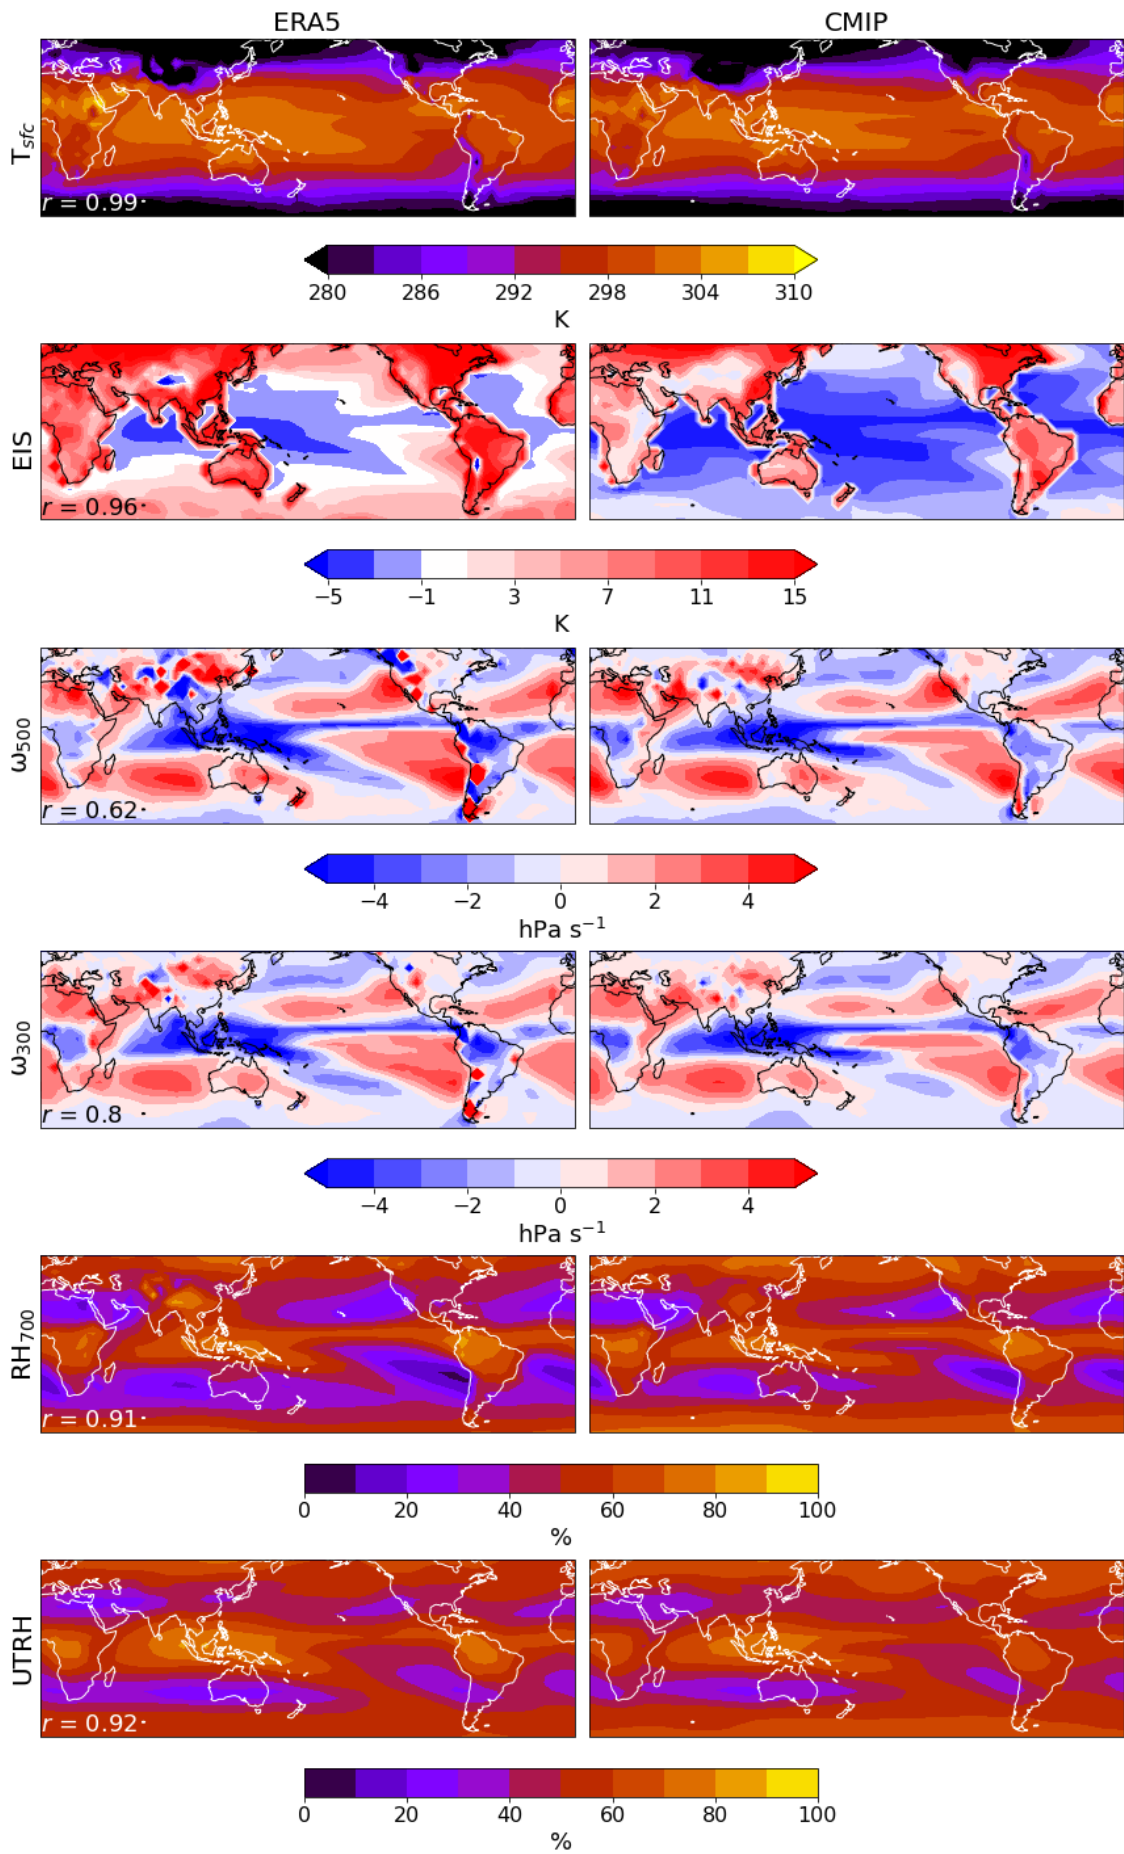 ERA5 CMIP
T_sfc
r = 0.99
280 286 292 298 304 310
K
EIS
r = 0.96
−5 −1 3 7 11 15
K
ω_500
r = 0.62
−4 −2 0 2 4
hPa s⁻¹
ω_300
r = 0.8
−4 −2 0 2 4
hPa s⁻¹
RH_700
r = 0.91
0 20 40 60 80 100
%
UTRH
r = 0.92
0 20 40 60 80 100
%